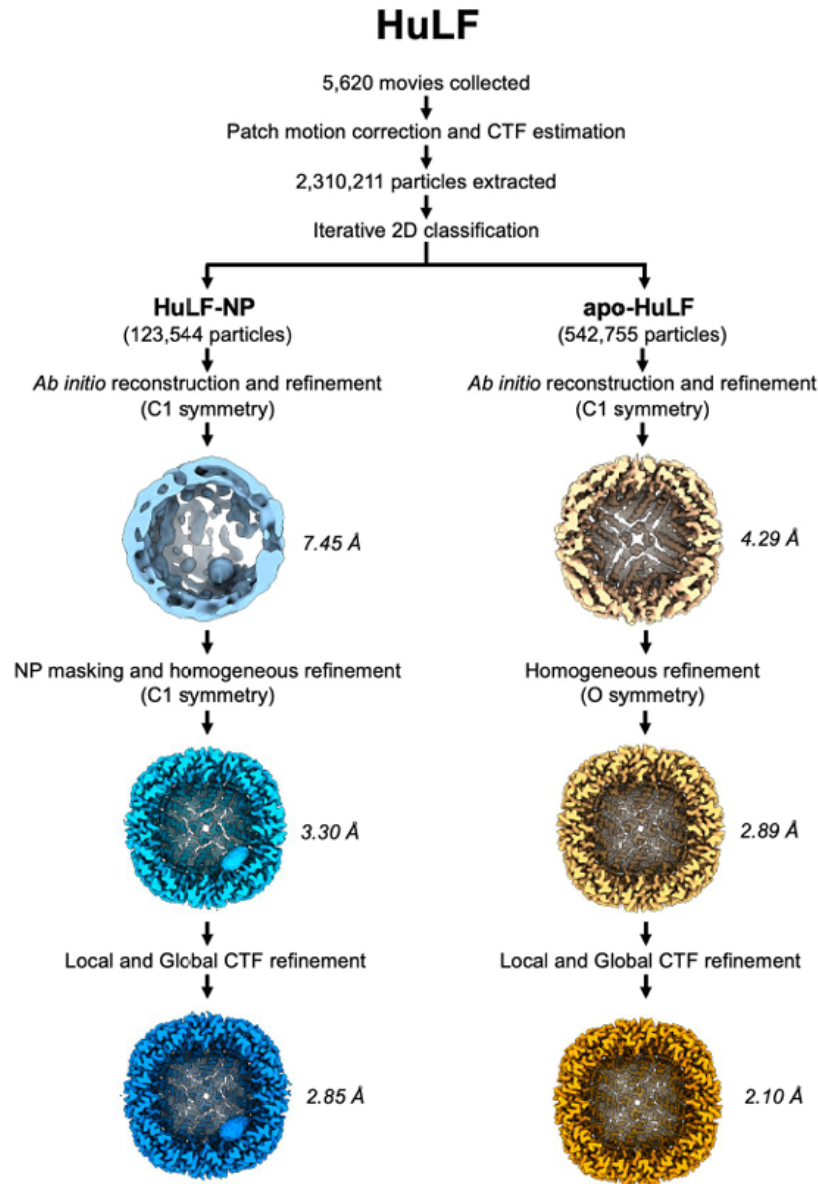 HuLF
5,620 movies collected
Patch motion correction and CTF estimation
2,310,211 particles extracted
Iterative 2D classification
HuLF-NP
(123,544 particles)
Ab initio reconstruction and refinement
(C1 symmetry)
7.45 Å
NP masking and homogeneous refinement
(C1 symmetry)
3.30 Å
Local and Global CTF refinement
2.85 Å
apo-HuLF
(542,755 particles)
Ab initio reconstruction and refinement
(C1 symmetry)
4.29 Å
Homogeneous refinement
(O symmetry)
2.89 Å
Local and Global CTF refinement
2.10 Å